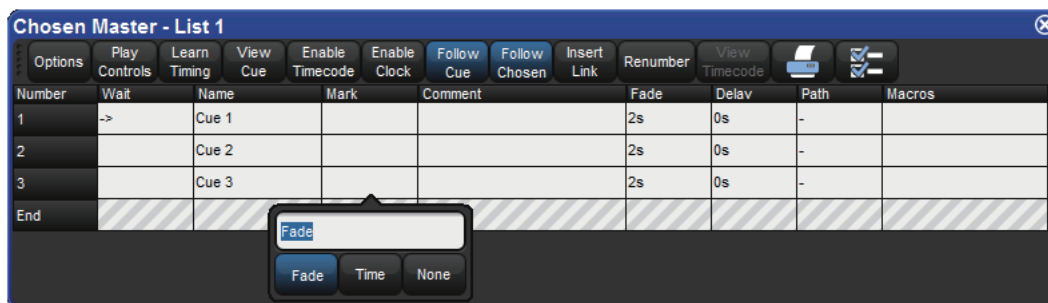 Chosen Master - List 1
Options Play Controls Learn Timing View Cue Enable Timecode Enable Clock Follow Cue Follow Chosen Insert Link Renumber View Timecode
Number Wait Name Mark Comment Fade Delay Path Macros
1 -> Cue 1 2s 0s -
2 Cue 2 2s 0s -
3 Cue 3 2s 0s -
End
Fade
Fade Time None